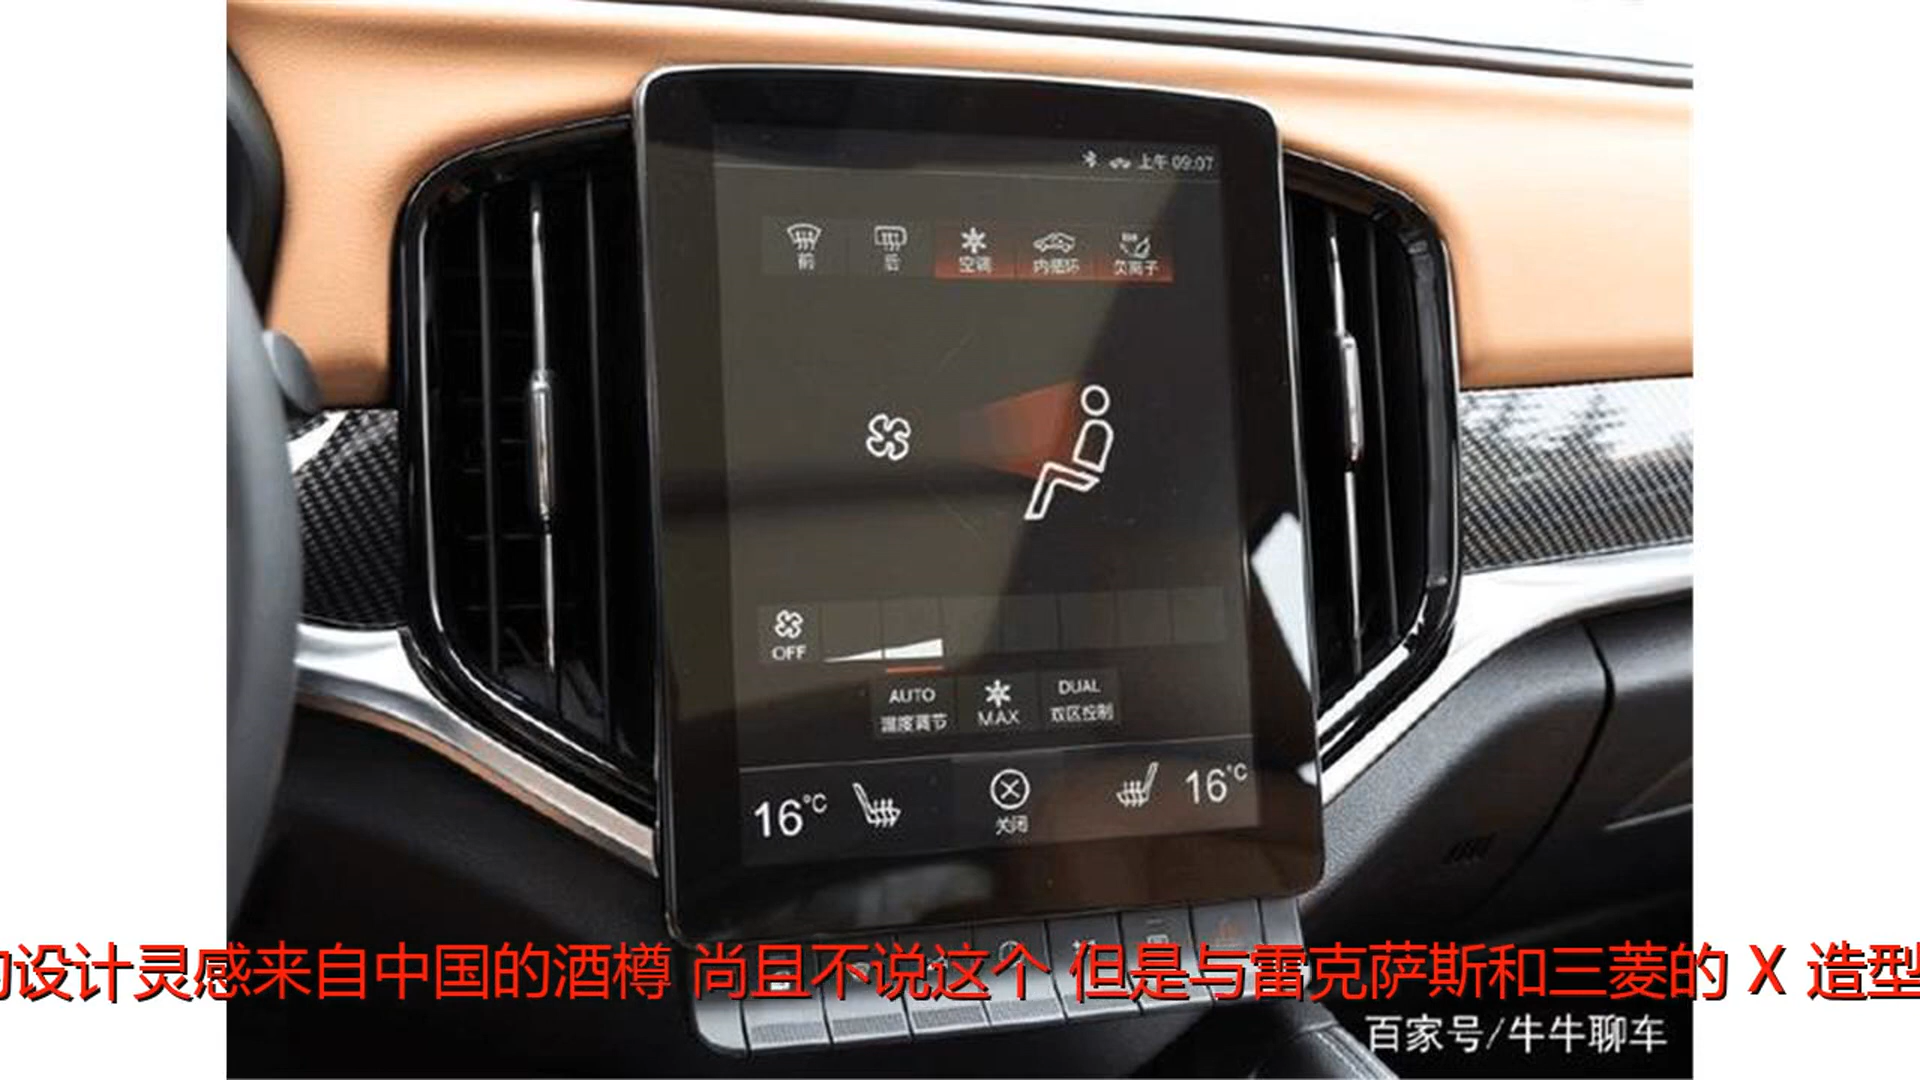 上午 09:07
前 后 空调 内循环 负离子
OFF
AUTO MAX DUAL
温度调节 双区控制
16°C 关闭 16°C
的设计灵感来自中国的酒樽 尚且不说这个 但是与雷克萨斯和三菱的 X 造型
百家号/牛牛聊车